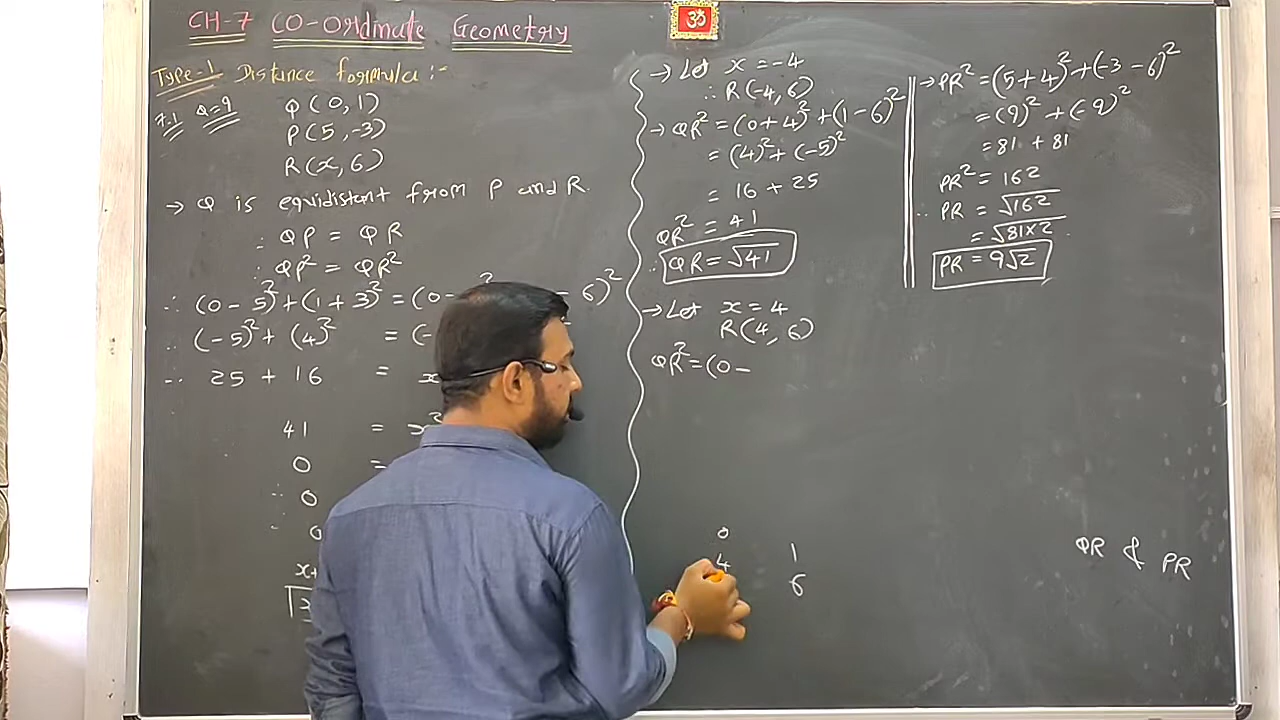 CH-7 CO-Ordinate Geometry
ॐ
Type-1 Distance formula :-
7.1 Q=9 Q(0,1)
P(5,-3)
R(x,6)
→ Q is equidistant from P and R.
∴ QP = QR
∴ QP² = QR²
∴ (0-5)²+(1+3)² = (0- 6)²
∴ (-5)²+(4)² = (-
∴ 25 + 16 = x
41 = x²
0 =
∴ 0
∴ 0
x+
→ Let x = -4
∴ R(-4,6)
→ QR² = (0+4)²+(1-6)²
= (4)²+(-5)²
= 16 + 25
QR² = 41
∴ QR = √41
→ Let x = 4
R(4,6)
QR² = (0-
0
4 1
6
→ PR² = (5+4)²+(-3-6)²
= (9)² + (-9)²
= 81 + 81
PR² = 162
∴ PR = √162
= √81×2
PR = 9√2
QR & PR